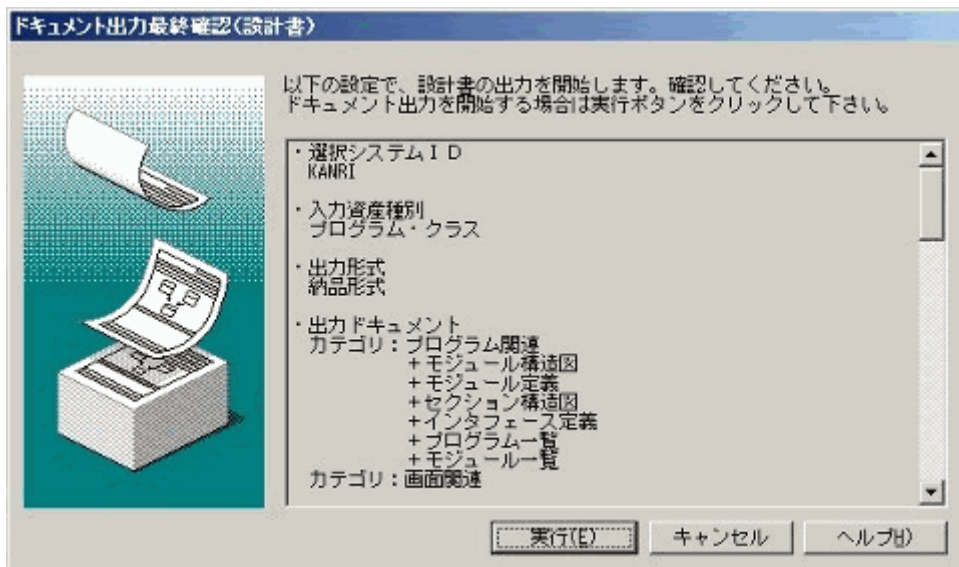 ドキュメント出力最終確認(設計書)
以下の設定で、設計書の出力を開始します。確認してください。
ドキュメント出力を開始する場合は実行ボタンをクリックして下さい。
・選択システムＩＤ
KANRI
・入力資産種別
プログラム・クラス
・出力形式
納品形式
・出力ドキュメント
カテゴリ：プログラム関連
+モジュール構造図
+モジュール定義
+セクション構造図
+インタフェース定義
+プログラム一覧
+モジュール一覧
カテゴリ：画面関連
実行(E)
キャンセル
ヘルプ(H)